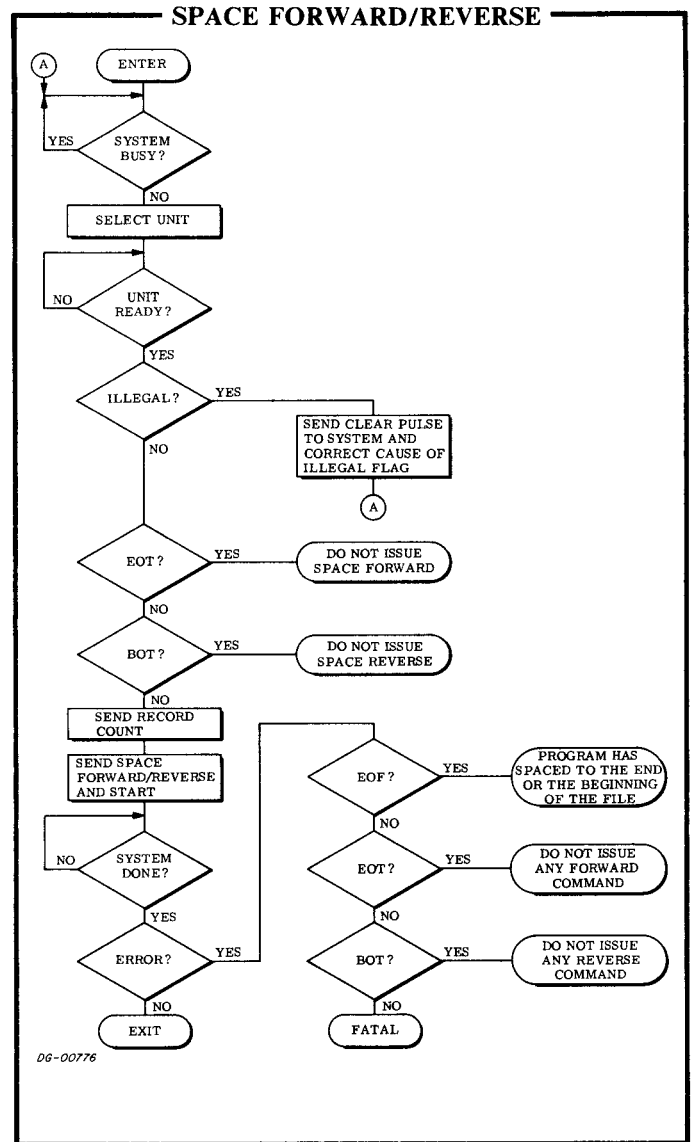 SPACE FORWARD/REVERSE
A
ENTER
YES
SYSTEM
BUSY?
NO
SELECT UNIT
NO
UNIT
READY?
YES
ILLEGAL?
YES
NO
SEND CLEAR PULSE
TO SYSTEM AND
CORRECT CAUSE OF
ILLEGAL FLAG
A
EOT?
YES
DO NOT ISSUE
SPACE FORWARD
NO
BOT?
YES
DO NOT ISSUE
SPACE REVERSE
NO
SEND RECORD
COUNT
SEND SPACE
FORWARD/REVERSE
AND START
NO
SYSTEM
DONE?
YES
ERROR?
YES
NO
EXIT
EOF?
YES
PROGRAM HAS
SPACED TO THE END
OR THE BEGINNING
OF THE FILE
NO
EOT?
YES
DO NOT ISSUE
ANY FORWARD
COMMAND
NO
BOT?
YES
DO NOT ISSUE
ANY REVERSE
COMMAND
NO
FATAL
DG-00776